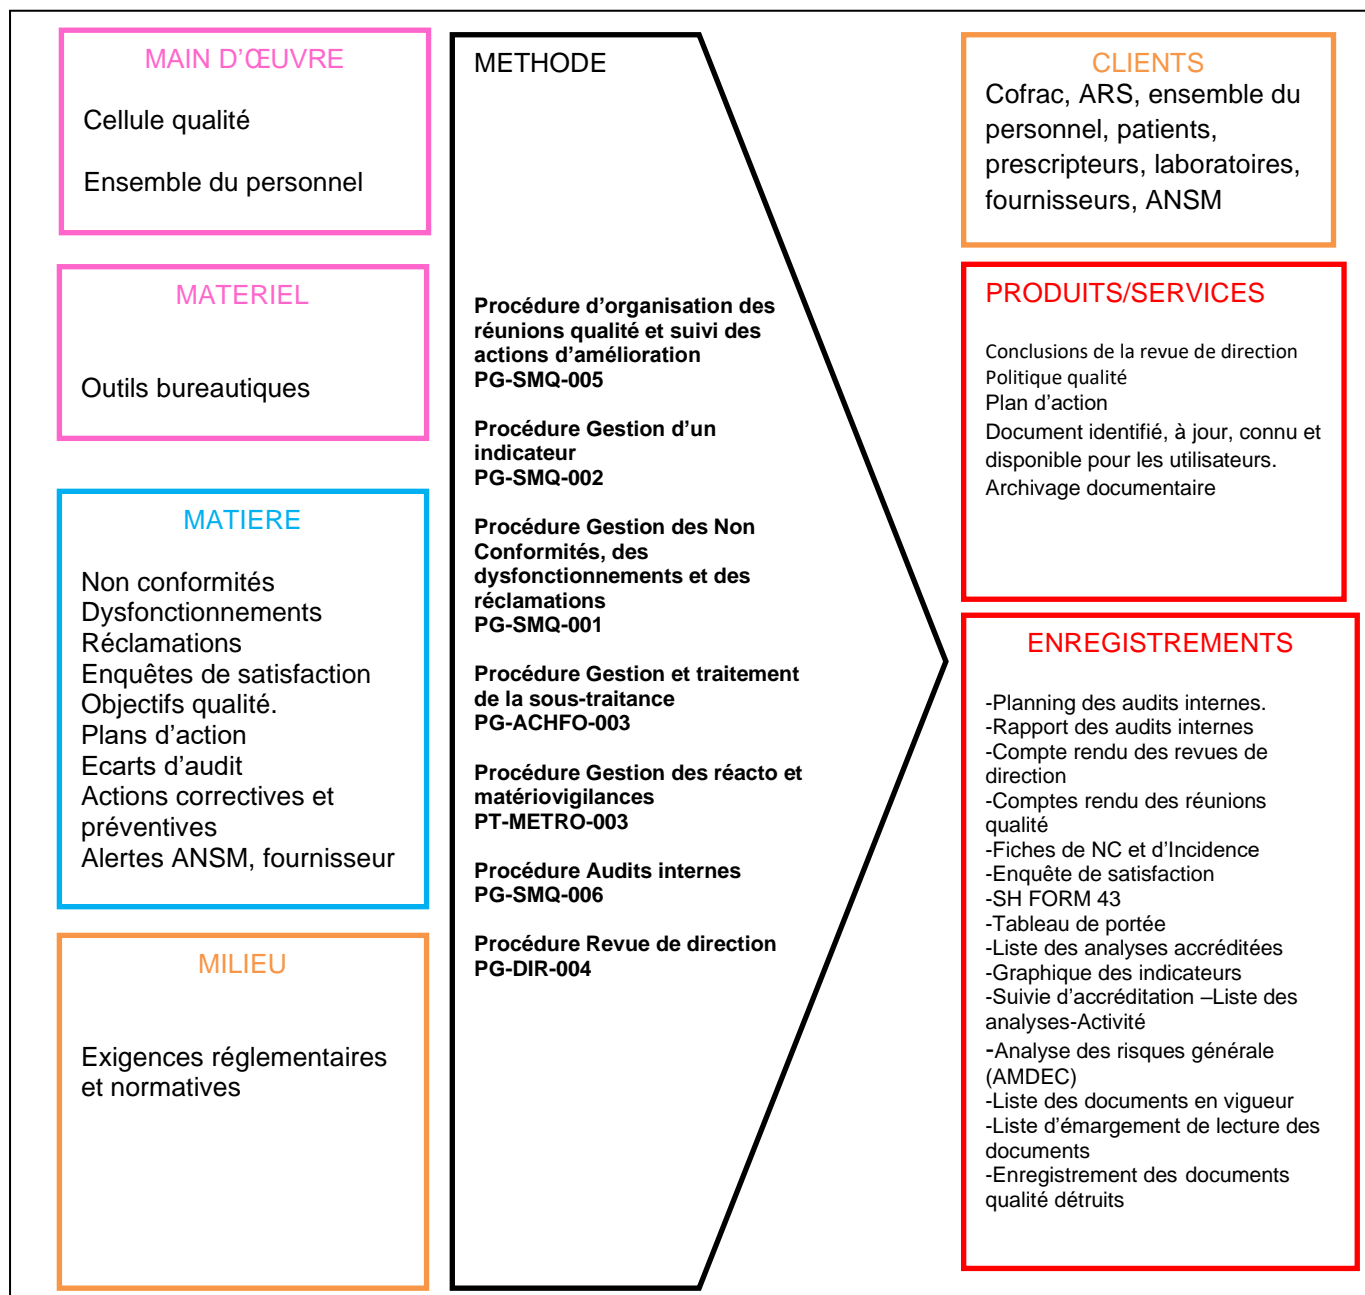 MAIN D'ŒUVRE
Cellule qualité
Ensemble du personnel
MATERIEL
Outils bureautiques
MATIERE
Non conformités
Dysfonctionnements
Réclamations
Enquêtes de satisfaction
Objectifs qualité.
Plans d'action
Ecarts d'audit
Actions correctives et
préventives
Alertes ANSM, fournisseur
MILIEU
Exigences réglementaires
et normatives
METHODE
Procédure d'organisation des
réunions qualité et suivi des
actions d'amélioration
PG-SMQ-005
Procédure Gestion d'un
indicateur
PG-SMQ-002
Procédure Gestion des Non
Conformités, des
dysfonctionnements et des
réclamations
PG-SMQ-001
Procédure Gestion et traitement
de la sous-traitance
PG-ACHFO-003
Procédure Gestion des réacto et
matériovigilances
PT-METRO-003
Procédure Audits internes
PG-SMQ-006
Procédure Revue de direction
PG-DIR-004
CLIENTS
Cofrac, ARS, ensemble du
personnel, patients,
prescripteurs, laboratoires,
fournisseurs, ANSM
PRODUITS/SERVICES
Conclusions de la revue de direction
Politique qualité
Plan d'action
Document identifié, à jour, connu et
disponible pour les utilisateurs.
Archivage documentaire
ENREGISTREMENTS
-Planning des audits internes.
-Rapport des audits internes
-Compte rendu des revues de
direction
-Comptes rendu des réunions
qualité
-Fiches de NC et d'Incidence
-Enquête de satisfaction
-SH FORM 43
-Tableau de portée
-Liste des analyses accréditées
-Graphique des indicateurs
-Suivie d'accréditation –Liste des
analyses-Activité
-Analyse des risques générale
(AMDEC)
-Liste des documents en vigueur
-Liste d'émargement de lecture des
documents
-Enregistrement des documents
qualité détruits